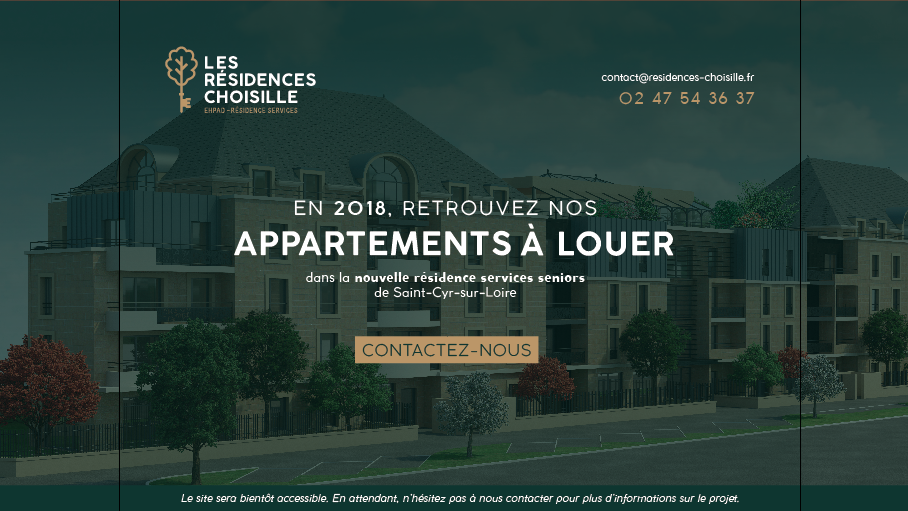 LES
RÉSIDENCES
CHOISILLE
EHPAD - RÉSIDENCE SERVICES
contact@residences-choisille.fr
02 47 54 36 37
EN 2018, RETROUVEZ NOS
APPARTEMENTS À LOUER
dans la nouvelle résidence services seniors
de Saint-Cyr-sur-Loire
CONTACTEZ-NOUS
Le site sera bientôt accessible. En attendant, n'hésitez pas à nous contacter pour plus d'informations sur le projet.